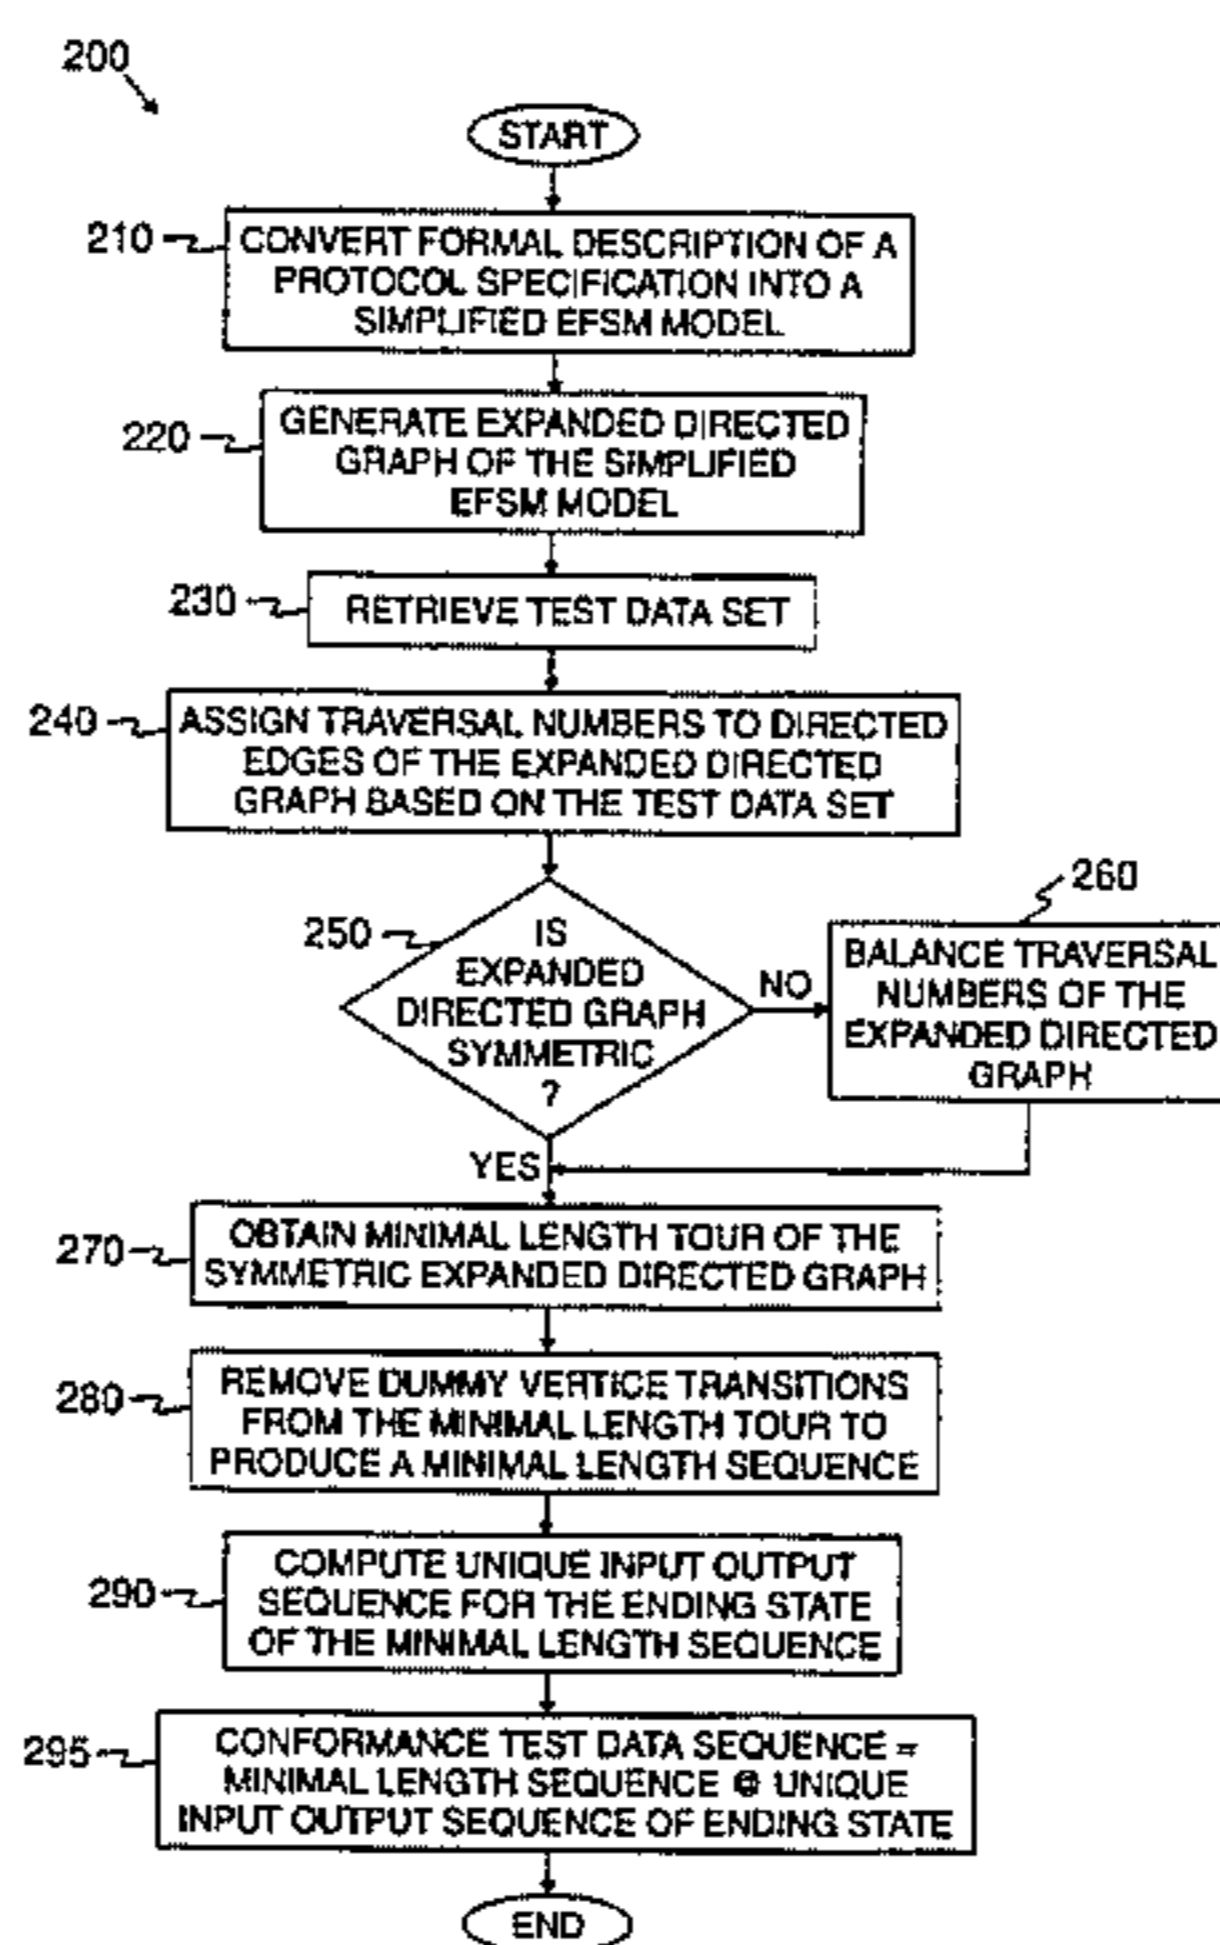 200
START
210
CONVERT FORMAL DESCRIPTION OF A
PROTOCOL SPECIFICATION INTO A
SIMPLIFIED EFSM MODEL
220
GENERATE EXPANDED DIRECTED
GRAPH OF THE SIMPLIFIED
EFSM MODEL
230
RETRIEVE TEST DATA SET
240
ASSIGN TRAVERSAL NUMBERS TO DIRECTED
EDGES OF THE EXPANDED DIRECTED
GRAPH BASED ON THE TEST DATA SET
250
IS
EXPANDED
DIRECTED GRAPH
SYMMETRIC
?
NO
260
BALANCE TRAVERSAL
NUMBERS OF THE
EXPANDED DIRECTED
GRAPH
YES
270
OBTAIN MINIMAL LENGTH TOUR OF THE
SYMMETRIC EXPANDED DIRECTED GRAPH
280
REMOVE DUMMY VERTICE TRANSITIONS
FROM THE MINIMAL LENGTH TOUR TO
PRODUCE A MINIMAL LENGTH SEQUENCE
290
COMPUTE UNIQUE INPUT OUTPUT
SEQUENCE FOR THE ENDING STATE
OF THE MINIMAL LENGTH SEQUENCE
295
CONFORMANCE TEST DATA SEQUENCE =
MINIMAL LENGTH SEQUENCE @ UNIQUE
INPUT OUTPUT SEQUENCE OF ENDING STATE
END